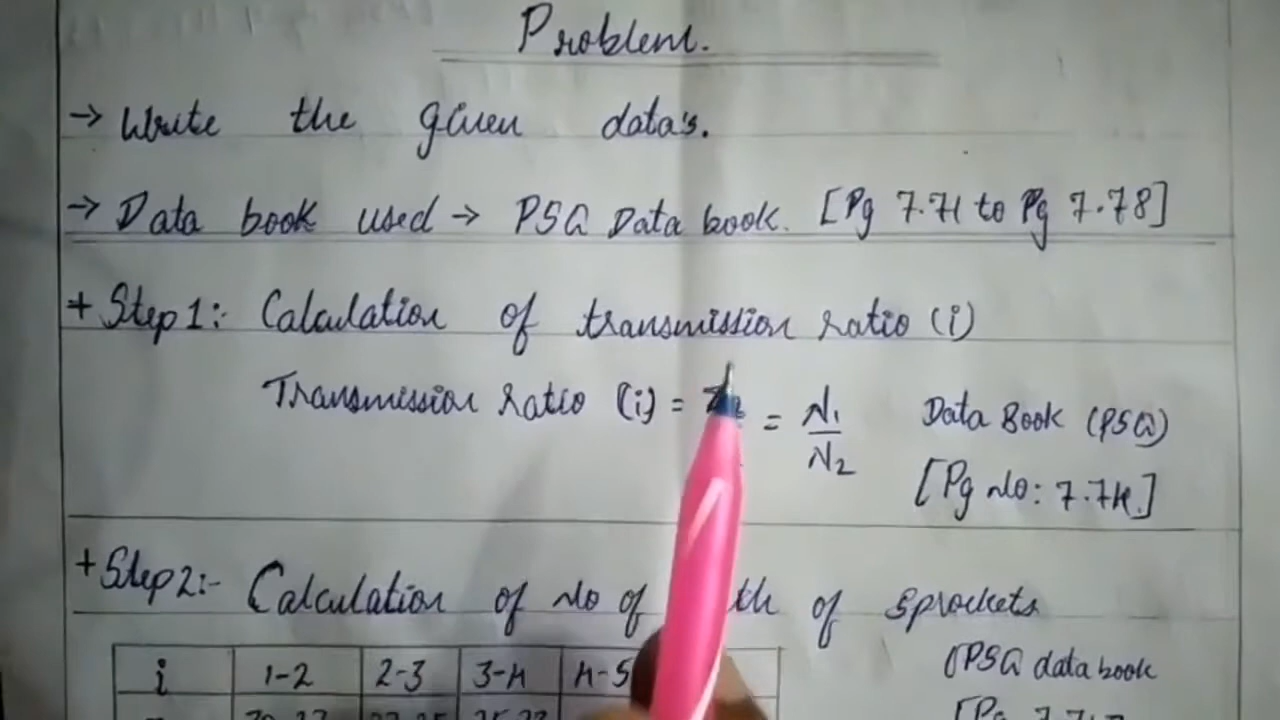 Problem.
→ Write the given data's.
→ Data book used → PSG Data book. [Pg 7.71 to Pg 7.78]
+ Step 1:- Calculation of transmission ratio (i)
Transmission ratio (i) = = N1/N2 Data Book (PSG)
[Pg No: 7.74]
+ Step 2:- Calculation of No of of Sprockets
i 1-2 2-3 3-4 4-5 (PSG data book